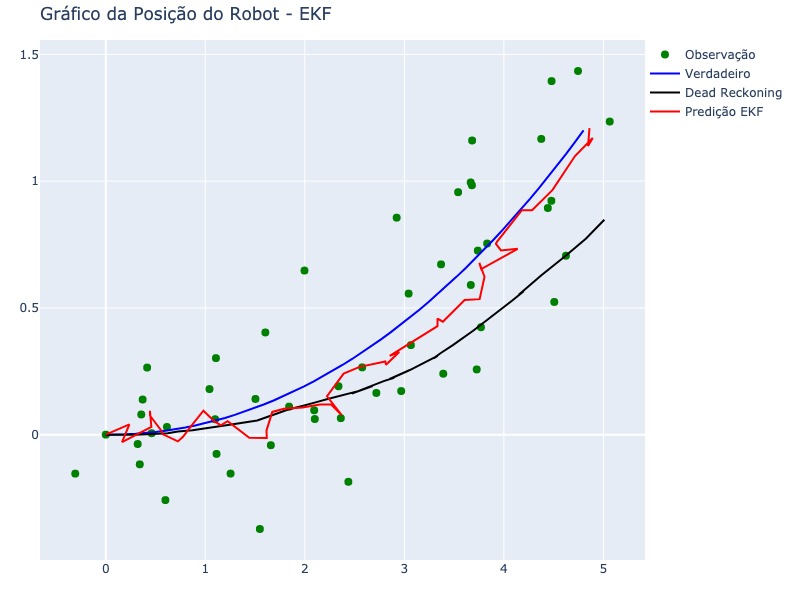 Gráfico da Posição do Robot - EKF
Observação
Verdadeiro
Dead Reckoning
Predição EKF
1.5
1
0.5
0
0 1 2 3 4 5